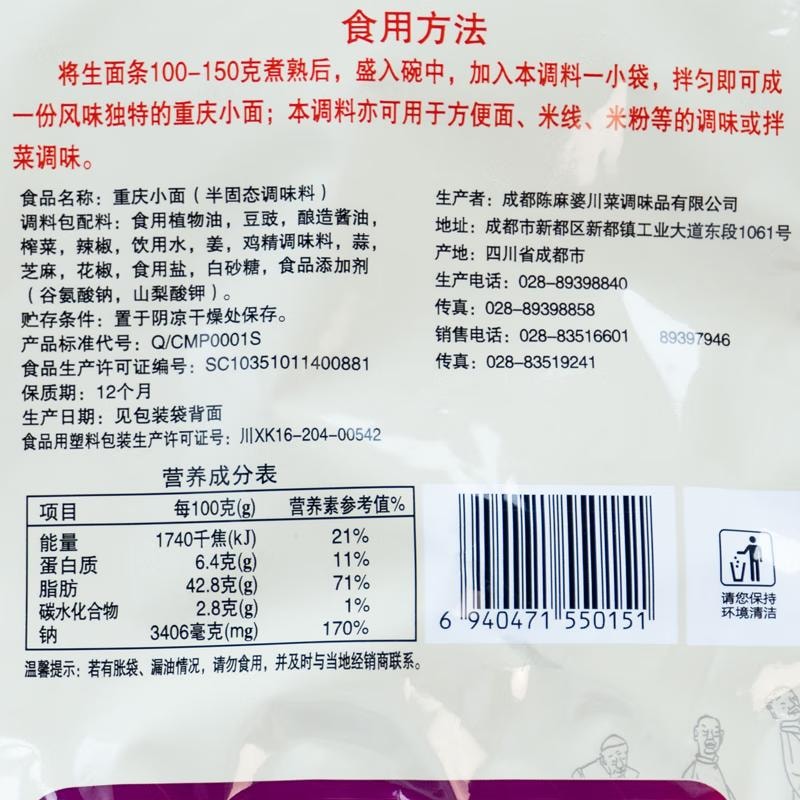 食用方法
将生面条100-150克煮熟后，盛入碗中，加入本调料一小袋，拌匀即可成
一份风味独特的重庆小面；本调料亦可用于方便面、米线、米粉等的调味或拌
菜调味。
食品名称：重庆小面（半固态调味料）
调料包配料：食用植物油，豆豉，酿造酱油，
榨菜，辣椒，饮用水，姜，鸡精调味料，蒜，
芝麻，花椒，食用盐，白砂糖，食品添加剂
（谷氨酸钠，山梨酸钾）。
贮存条件：置于阴凉干燥处保存。
产品标准代号：Q/CMP0001S
食品生产许可证编号：SC10351011400881
保质期：12个月
生产日期：见包装袋背面
食品用塑料包装生产许可证号：川XK16-204-00542
生产者：成都陈麻婆川菜调味品有限公司
地址：成都市新都区新都镇工业大道东段1061号
产地：四川省成都市
生产电话：028-89398840
传真：028-89398858
销售电话：028-83516601 89397946
传真：028-83519241
营养成分表
项目 每100克(g) 营养素参考值%
能量 1740千焦(kJ) 21%
蛋白质 6.4克(g) 11%
脂肪 42.8克(g) 71%
碳水化合物 2.8克(g) 1%
钠 3406毫克(mg) 170%
温馨提示：若有胀袋、漏油情况，请勿食用，并及时与当地经销商联系。
6 940471 550151
请您保持
环境清洁